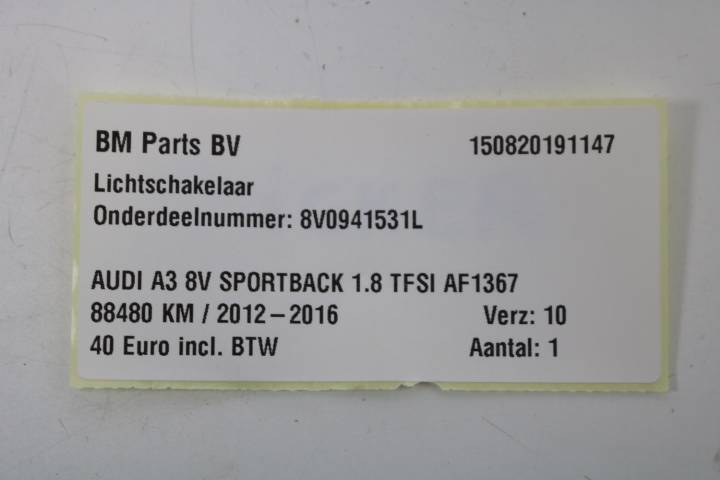 BM Parts BV 150820191147
Lichtschakelaar
Onderdeelnummer: 8V0941531L
AUDI A3 8V SPORTBACK 1.8 TFSI AF1367
88480 KM / 2012-2016 Verz: 10
40 Euro incl. BTW Aantal: 1